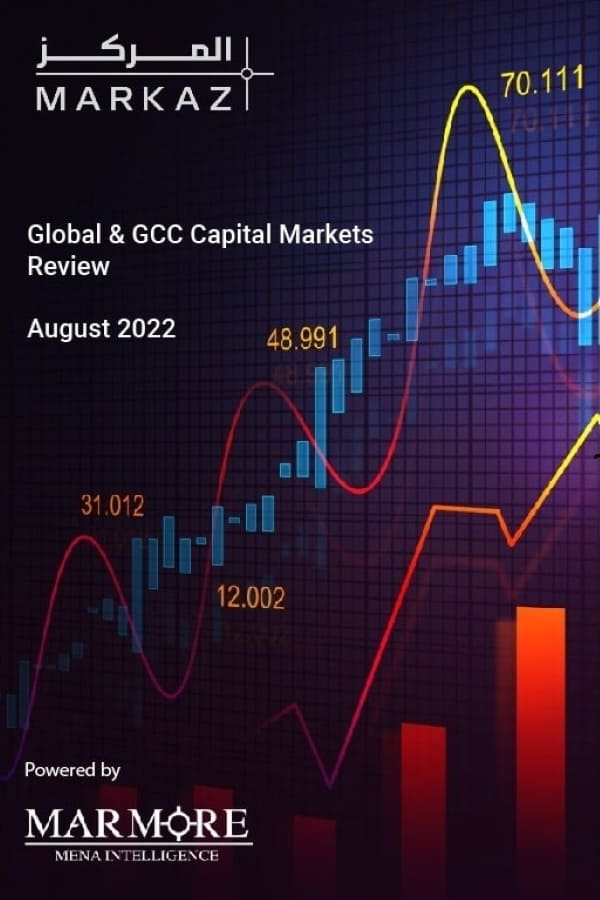 المركز
MARKAZ
70.111
Global & GCC Capital Markets
Review
August 2022
48.991
31.012
12.002
Powered by
MARMORE
MENA INTELLIGENCE